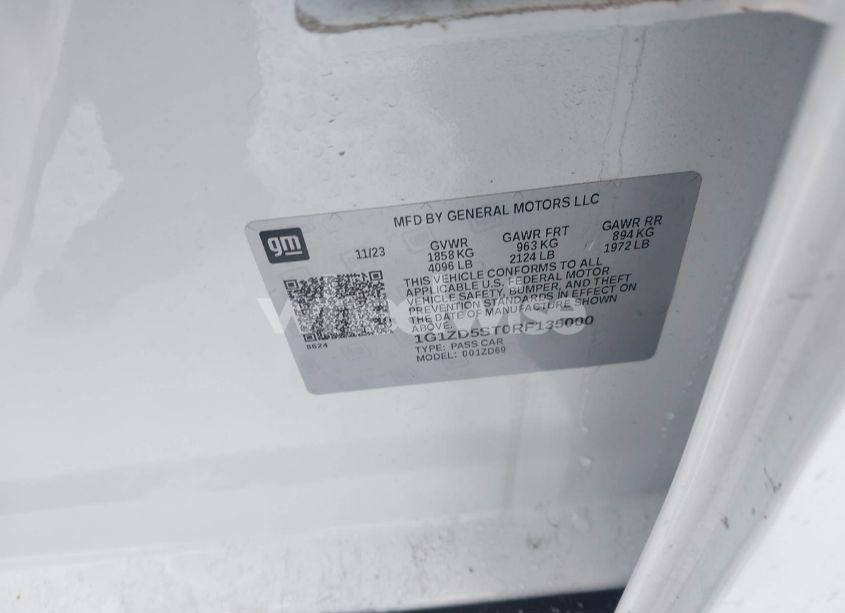 MFD BY GENERAL MOTORS LLC
gm
11/23
GVWR
1858 KG
4096 LB
GAWR FRT
963 KG
2124 LB
GAWR RR
894 KG
1972 LB
THIS VEHICLE CONFORMS TO ALL
APPLICABLE U.S. FEDERAL MOTOR
VEHICLE SAFETY, BUMPER, AND THEFT
PREVENTION STANDARDS IN EFFECT ON
THE DATE OF MANUFACTURE SHOWN
ABOVE.
TYPE: PASS CAR
MODEL: 001ZD69
S624